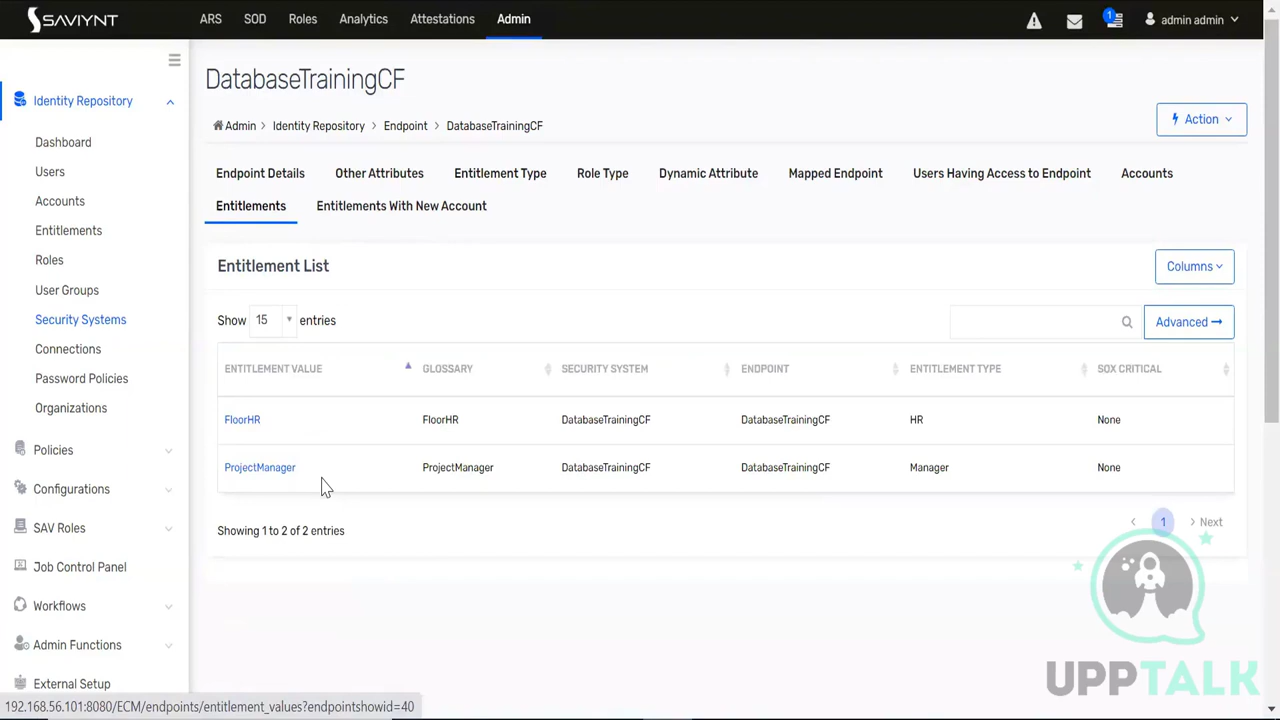 SAVIYNT ARS SOD Roles Analytics Attestations Admin 1 admin admin
Identity Repository
Dashboard
Users
Accounts
Entitlements
Roles
User Groups
Security Systems
Connections
Password Policies
Organizations
Policies
Configurations
SAV Roles
Job Control Panel
Workflows
Admin Functions
External Setup
DatabaseTrainingCF
Admin > Identity Repository > Endpoint > DatabaseTrainingCF
Action
Endpoint Details Other Attributes Entitlement Type Role Type Dynamic Attribute Mapped Endpoint Users Having Access to Endpoint Accounts
Entitlements Entitlements With New Account
Entitlement List Columns
Show 15 entries Advanced
ENTITLEMENT VALUE GLOSSARY SECURITY SYSTEM ENDPOINT ENTITLEMENT TYPE SOX CRITICAL
FloorHR FloorHR DatabaseTrainingCF DatabaseTrainingCF HR None
ProjectManager ProjectManager DatabaseTrainingCF DatabaseTrainingCF Manager None
Showing 1 to 2 of 2 entries 1 Next
UPPTALK
192.168.56.101:8080/ECM/endpoints/entitlement_values?endpointshowid=40